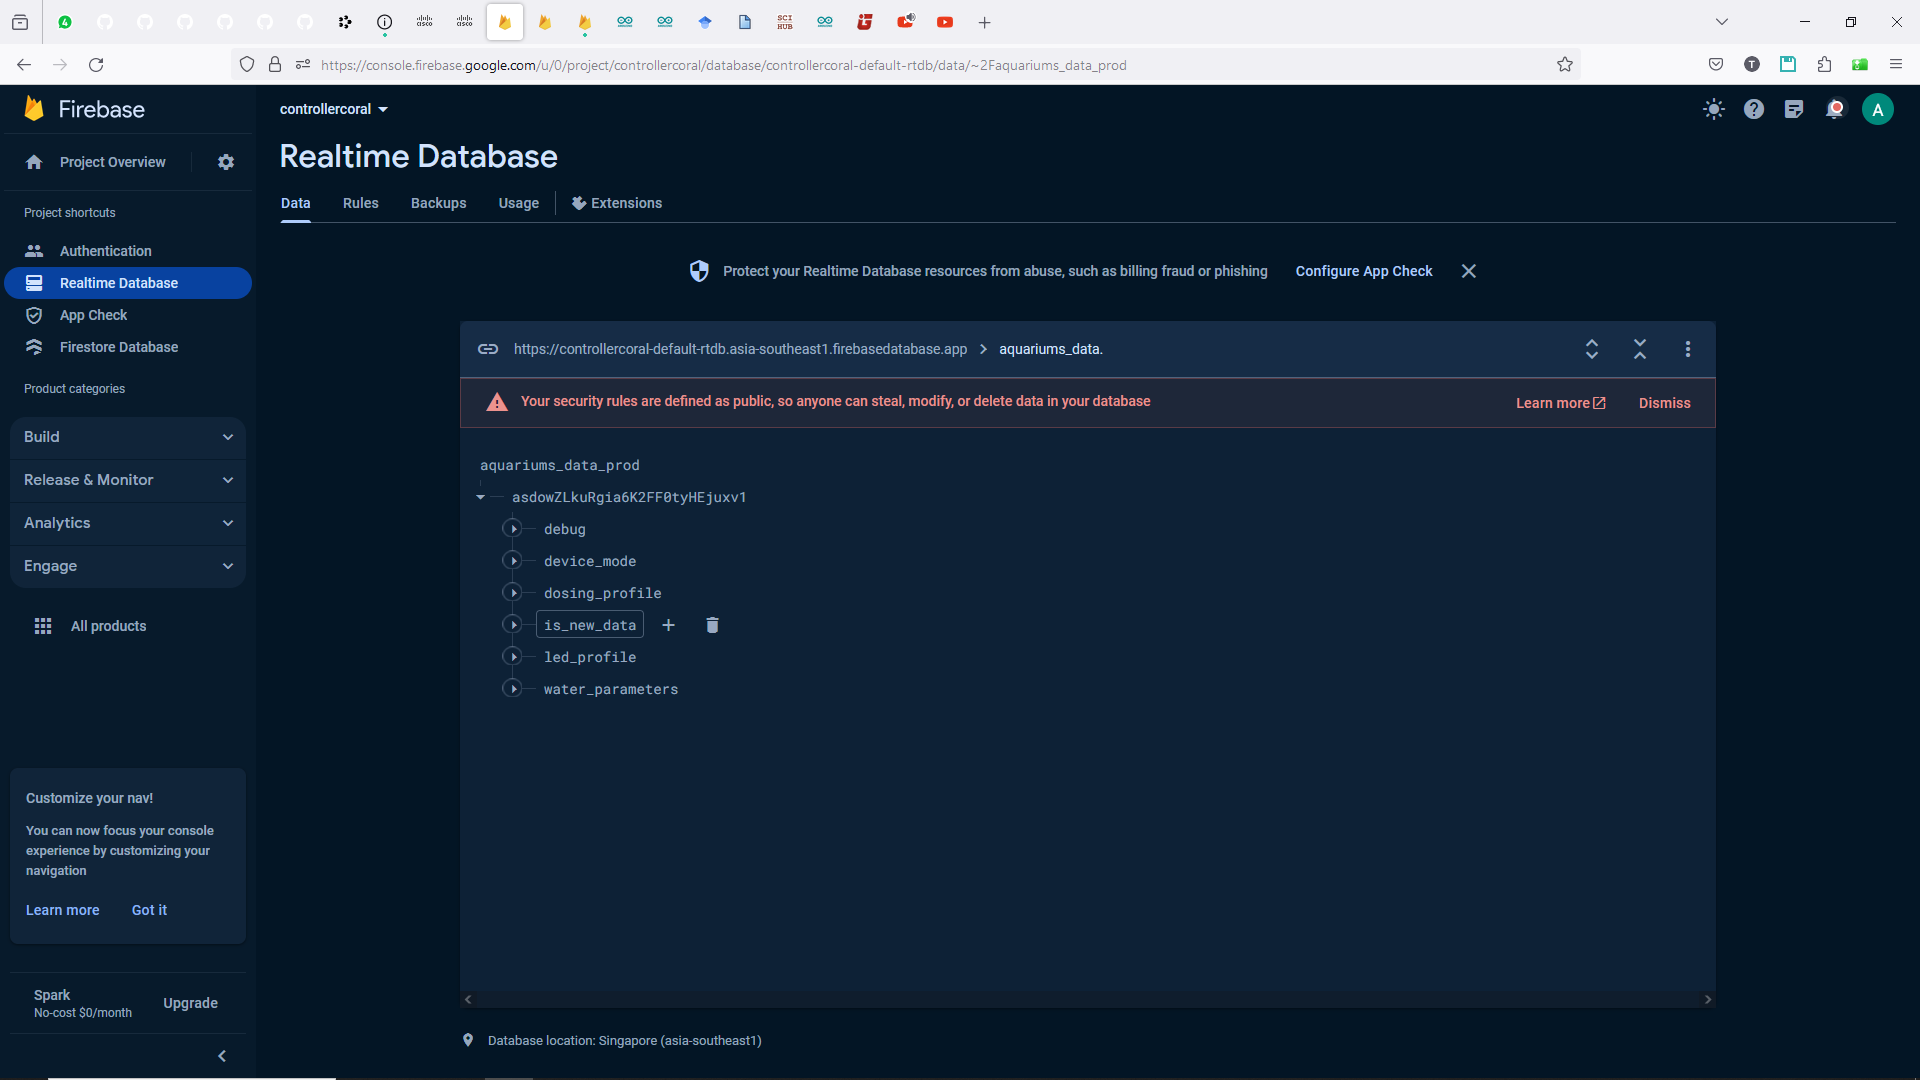 https://console.firebase.google.com/u/0/project/controllercoral/database/controllercoral-default-rtdb/data/~2Faquariums_data_prod
Firebase
controllercoral
Project Overview
Realtime Database
Data
Rules
Backups
Usage
Extensions
Project shortcuts
Authentication
Realtime Database
App Check
Firestore Database
Product categories
Build
Release & Monitor
Analytics
Engage
All products
Customize your nav!
You can now focus your console
experience by customizing your
navigation
Learn more
Got it
Spark
No-cost $0/month
Upgrade
Protect your Realtime Database resources from abuse, such as billing fraud or phishing
Configure App Check
https://controllercoral-default-rtdb.asia-southeast1.firebasedatabase.app
aquariums_data.
Your security rules are defined as public, so anyone can steal, modify, or delete data in your database
Learn more
Dismiss
aquariums_data_prod
asdowZLkuRgia6K2FF0tyHEjuxv1
debug
device_mode
dosing_profile
is_new_data
led_profile
water_parameters
Database location: Singapore (asia-southeast1)
A
T
4
cisco
cisco
SCI
HUB